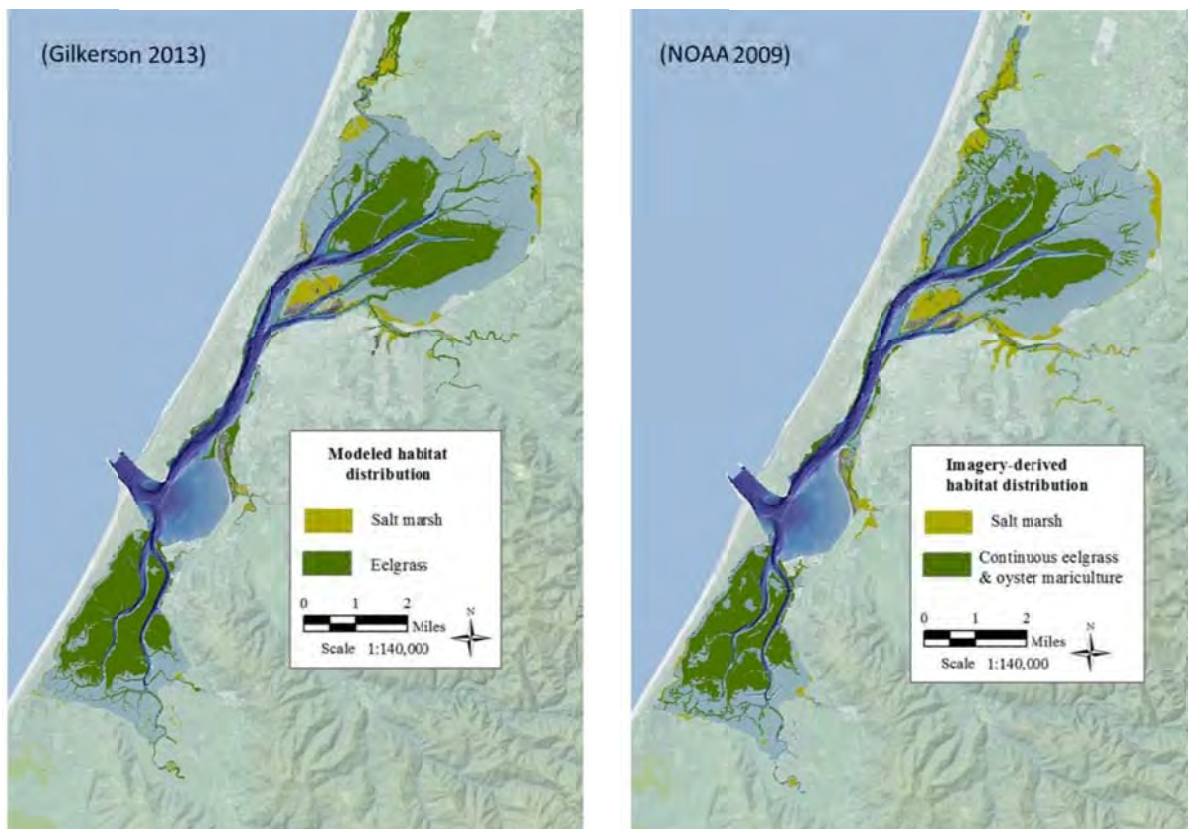 (Gilkerson 2013)
Modeled habitat
distribution
Salt marsh
Eelgrass
0 1 2
Miles
N
Scale 1:140,000
(NOAA 2009)
Imagery-derived
habitat distribution
Salt marsh
Continuous eelgrass
& oyster mariculture
0 1 2
Miles
N
Scale 1:140,000